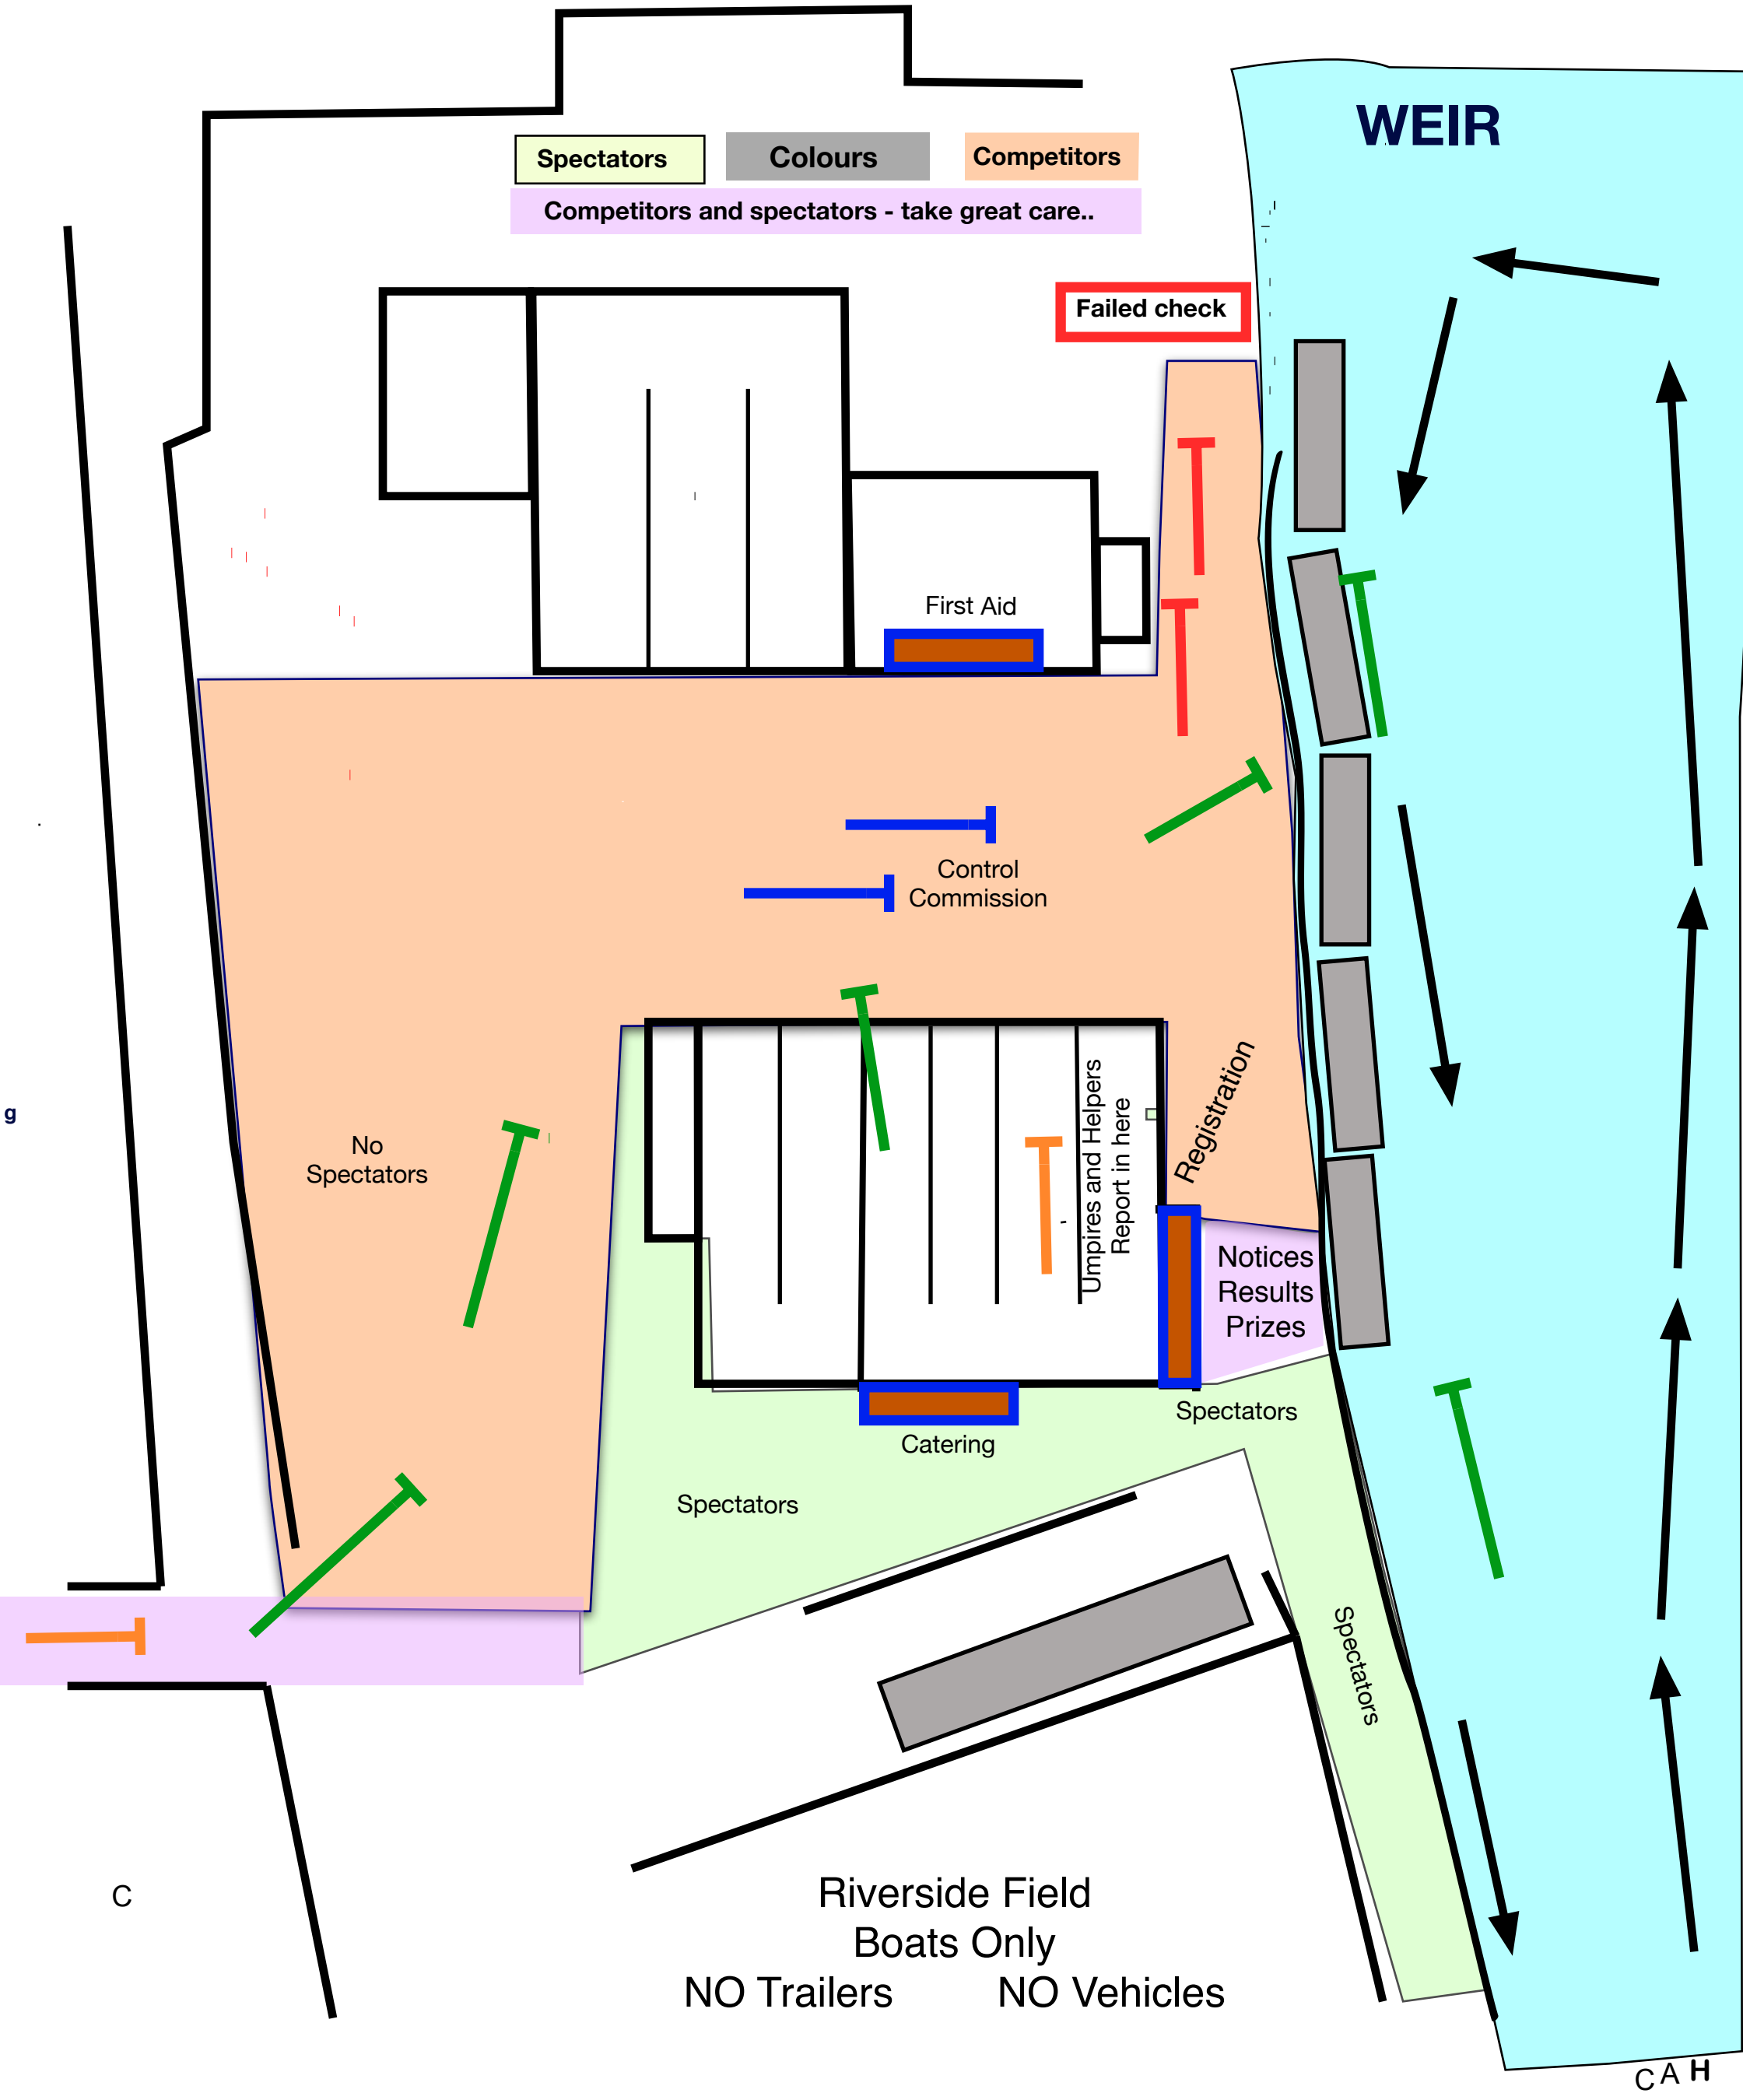 WEIR
Spectators
Colours
Competitors
Competitors and spectators - take great care..
Failed check
First Aid
Control
Commission
g
No
Spectators
Umpires and Helpers
Report in here
Registration
Notices
Results
Prizes
Spectators
Catering
Spectators
Spectators
C
Riverside Field
Boats Only
NO Trailers NO Vehicles
C A H